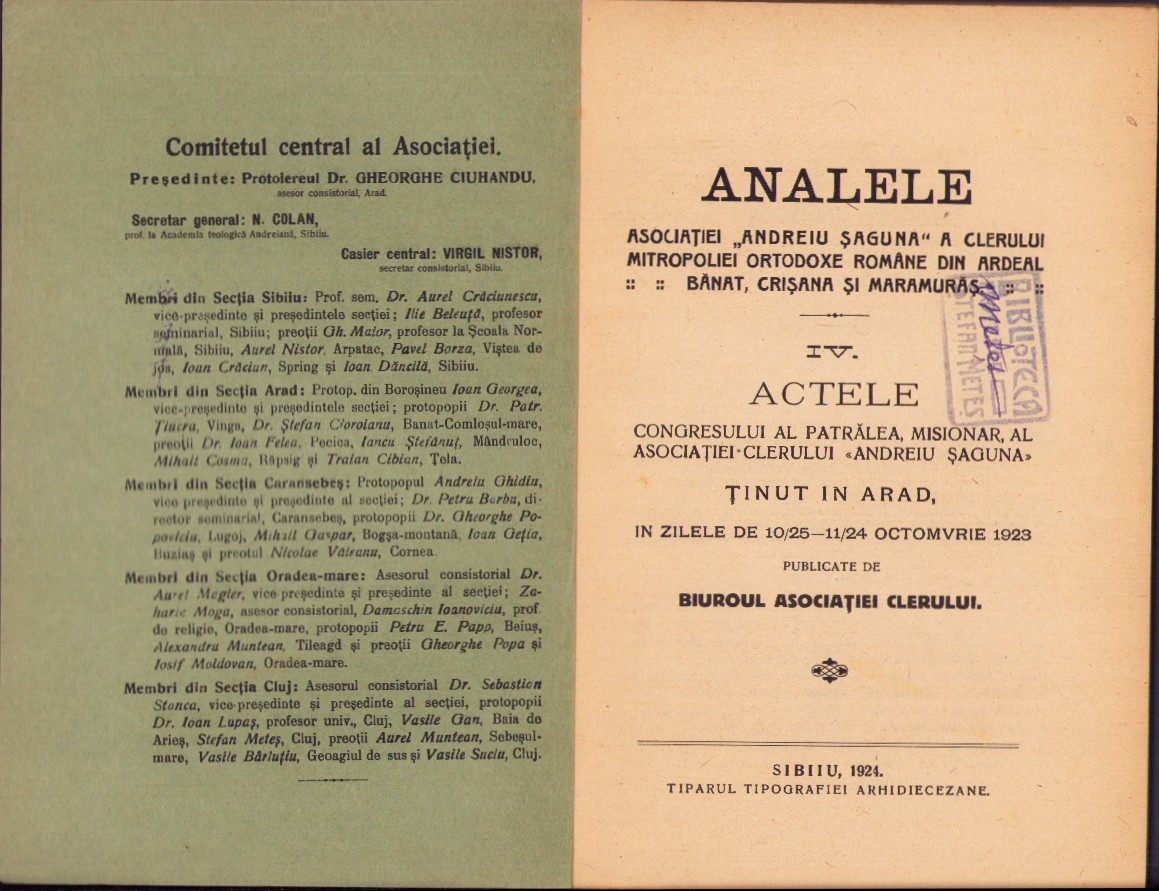 Comitetul central al Asociației.
Președinte: Protoiereul Dr. GHEORGHE CIUHANDU,
asesor consistorial, Arad.
Secretar general: N. COLAN,
prof. la Academia teologică Andreiană, Sibiiu.
Casier central: VIRGIL NISTOR,
secretar consistorial, Sibiiu.
Membri din Secția Sibiiu: Prof. sem. Dr. Aurel Crăciunescu,
vice-președinte și președintele secției; Ilie Beleuță, profesor
seminarial, Sibiiu; preoții Gh. Maior, profesor la Școala Nor-
mală, Sibiiu, Aurel Nistor, Arpatac, Pavel Borza, Viștea de
jos, Ioan Crăciun, Spring și Ioan Dăncilă, Sibiiu.
Membri din Secția Arad: Protop. din Boroșineu Ioan Georgea,
vice-președinte și președintele secției; protopopii Dr. Patr.
Țiucra, Vinga, Dr. Ștefan Cioroianu, Banat-Comloșul-mare,
preoții Dr. Ioan Felea, Pecica, Iancu Ștefănuț, Mândruloc,
Mihail Cosma, Răpsig și Traian Cibian, Țela.
Membri din Secția Caransebeș: Protopopul Andreiu Ghidiu,
vice președinte și președinte al secției; Dr. Petru Barbu, di-
rector seminarial, Caransebeș, protopopii Dr. Gheorghe Po-
poviciu, Lugoj, Mihail Gaspar, Bogșa-montană, Ioan Geția,
Buziaș și preotul Nicolae Văleanu, Cornea.
Membri din Secția Oradea-mare: Asesorul consistorial Dr.
Aurel Magier, vice președinte și președinte al secției; Za-
harie Moga, asesor consistorial, Damaschin Ioanoviciu, prof.
de religie, Oradea-mare, protopopii Petru E. Papp, Beiuș,
Alexandru Muntean, Tileagd și preoții Gheorghe Popa și
Iosif Moldovan, Oradea-mare.
Membri din Secția Cluj: Asesorul consistorial Dr. Sebastian
Stanca, vice-președinte și președinte al secției, protopopii
Dr. Ioan Lupaș, profesor univ., Cluj, Vasile Gan, Baia de
Arieș, Ștefan Meteș, Cluj, preoții Aurel Muntean, Sebeșul-
mare, Vasile Bârluțiu, Geoagiul de sus și Vasile Suciu, Cluj.
ANALELE
ASOCIAȚIEI „ANDREIU ȘAGUNA“ A CLERULUI
MITROPOLIEI ORTODOXE ROMÂNE DIN ARDEAL
:: :: BĂNAT, CRIȘANA ȘI MARAMURĂȘ :: ::
BIBLIOTECA
Meteș
ȘTEFAN METEȘ
IV.
ACTELE
CONGRESULUI AL PATRĂLEA, MISIONAR, AL
ASOCIAȚIEI CLERULUI «ANDREIU ȘAGUNA»
ȚINUT IN ARAD,
IN ZILELE DE 10/25—11/24 OCTOMVRIE 1923
PUBLICATE DE
BIUROUL ASOCIAȚIEI CLERULUI.
SIBIIU, 1924.
TIPARUL TIPOGRAFIEI ARHIDIECEZANE.